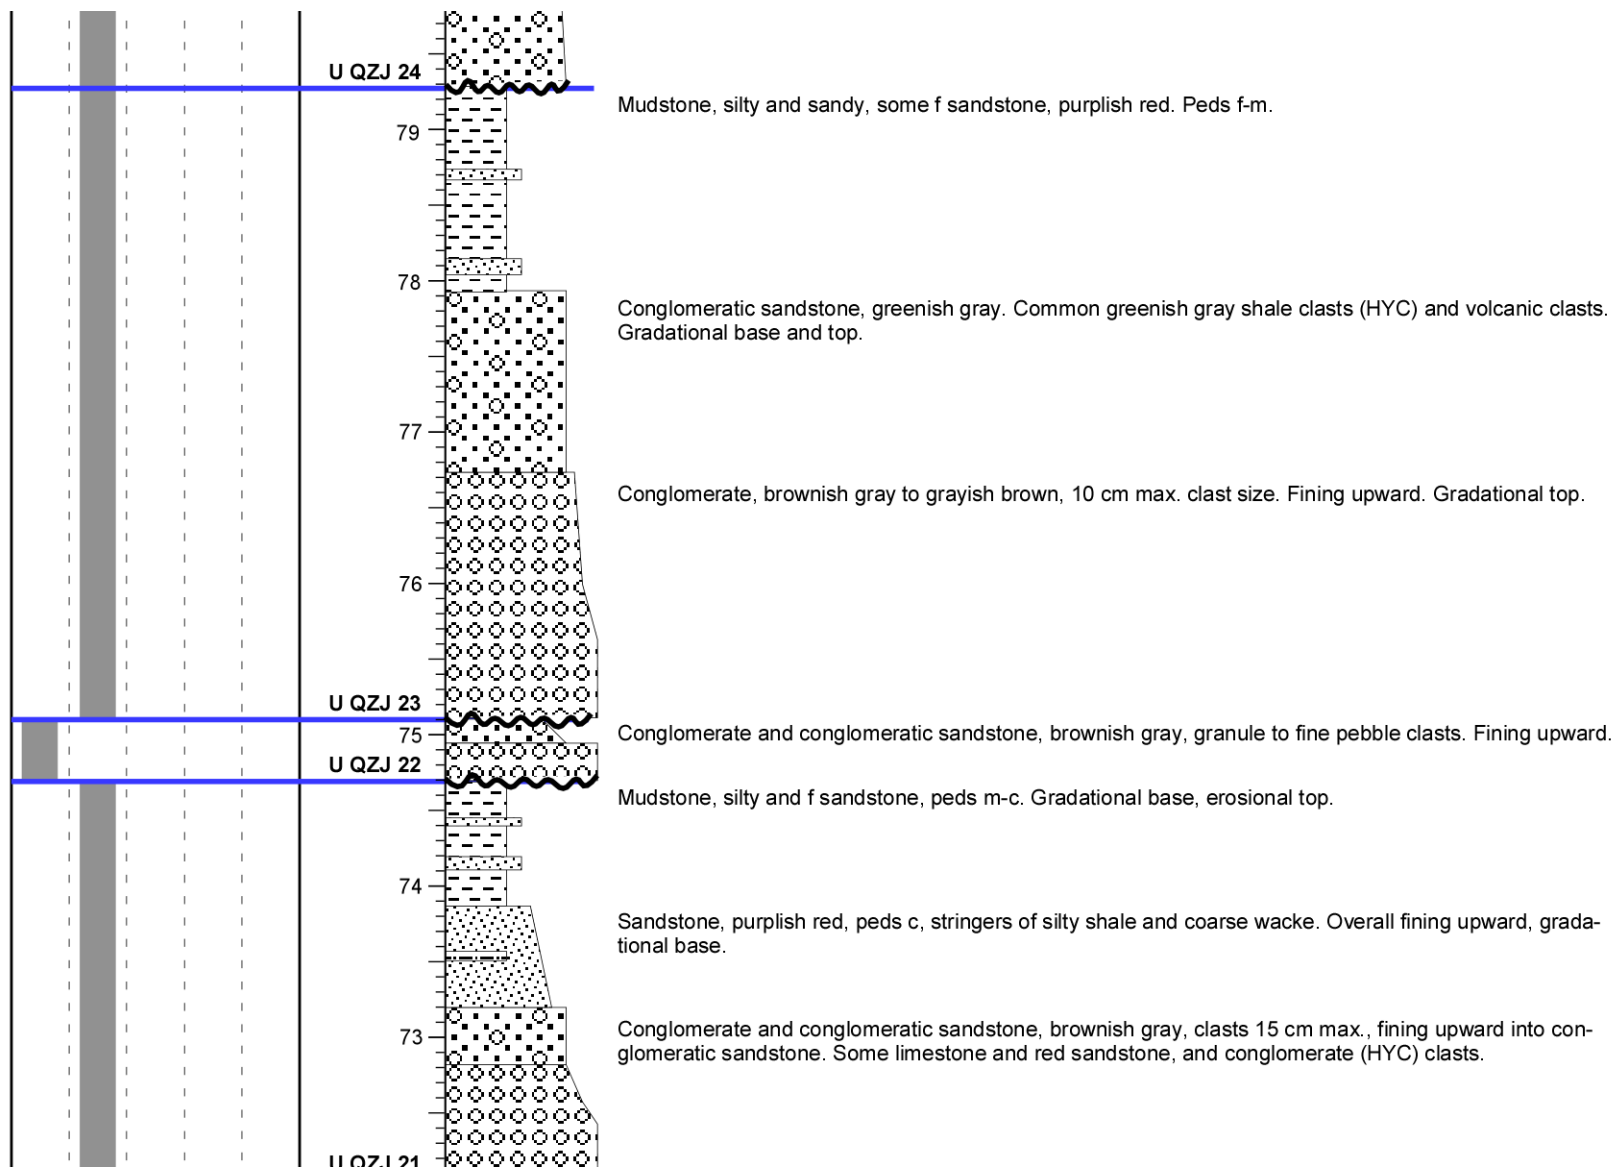 U QZJ 24
Mudstone, silty and sandy, some f sandstone, purplish red. Peds f-m.
79
78
Conglomeratic sandstone, greenish gray. Common greenish gray shale clasts (HYC) and volcanic clasts.
Gradational base and top.
77
Conglomerate, brownish gray to grayish brown, 10 cm max. clast size. Fining upward. Gradational top.
76
U QZJ 23
75
Conglomerate and conglomeratic sandstone, brownish gray, granule to fine pebble clasts. Fining upward.
U QZJ 22
Mudstone, silty and f sandstone, peds m-c. Gradational base, erosional top.
74
Sandstone, purplish red, peds c, stringers of silty shale and coarse wacke. Overall fining upward, grada-
tional base.
73
Conglomerate and conglomeratic sandstone, brownish gray, clasts 15 cm max., fining upward into con-
glomeratic sandstone. Some limestone and red sandstone, and conglomerate (HYC) clasts.
U QZJ 21